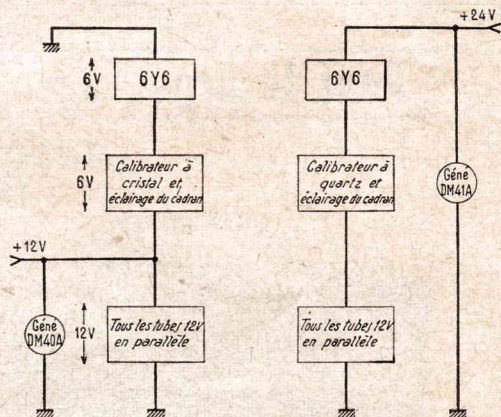 +24V
6V
6Y6
6Y6
6V
Calibrateur à
cristal et
éclairage du cadran
Calibrateur à
quartz et
éclairage du cadran
Géné
DM41A
+12V
Géné
DM40A
12V
Tous les tubes 12V
en parallèle
Tous les tubes 12V
en parallèle